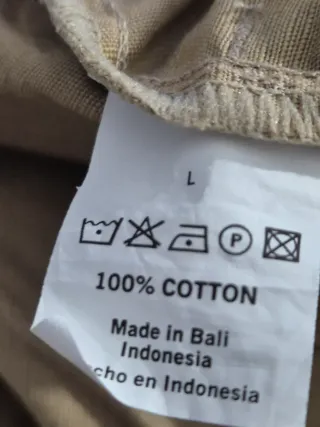 L
P
100% COTTON
Made in Bali
Indonesia
cho en Indonesia